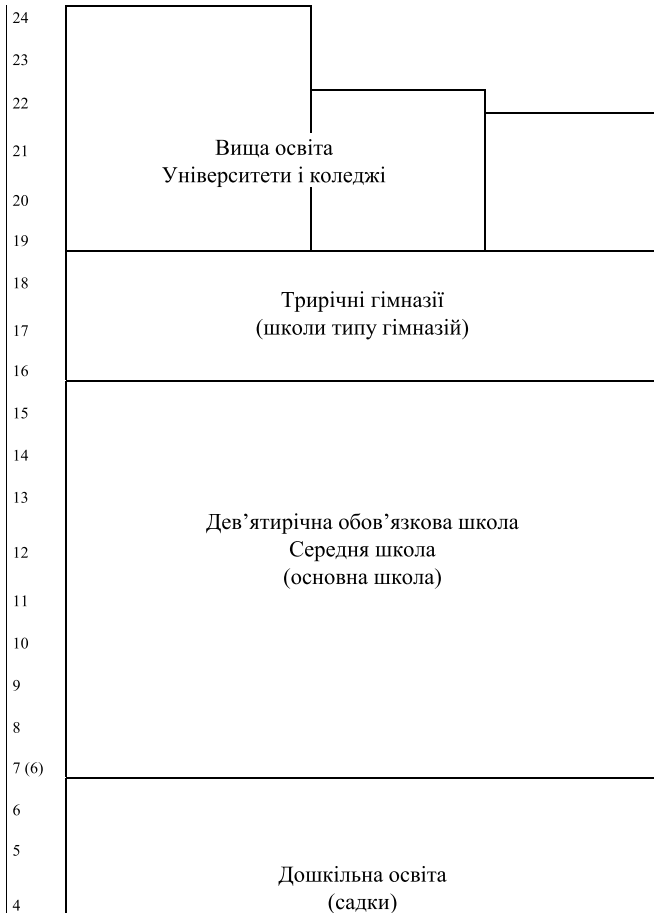 24
23
22
21
Вища освіта
Університети і коледжі
20
19
18
Трирічні гімназії
(школи типу гімназій)
17
16
15
14
13
Дев’ятирічна обов’язкова школа
Середня школа
(основна школа)
12
11
10
9
8
7 (6)
6
5
Дошкільна освіта
(садки)
4